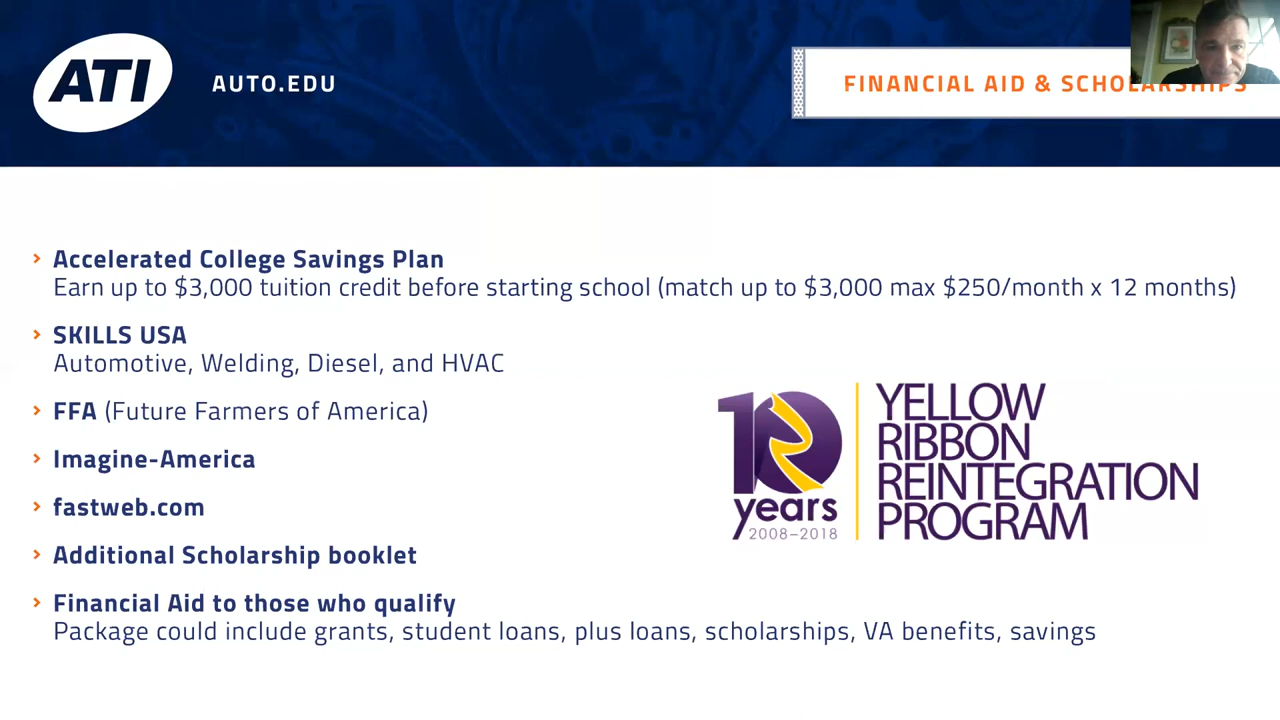 ATI
AUTO.EDU
FINANCIAL AID & SCHOLARSHIPS
Accelerated College Savings Plan
Earn up to $3,000 tuition credit before starting school (match up to $3,000 max $250/month x 12 months)
SKILLS USA
Automotive, Welding, Diesel, and HVAC
FFA (Future Farmers of America)
Imagine-America
fastweb.com
Additional Scholarship booklet
Financial Aid to those who qualify
Package could include grants, student loans, plus loans, scholarships, VA benefits, savings
10
years
2008–2018
YELLOW
RIBBON
REINTEGRATION
PROGRAM